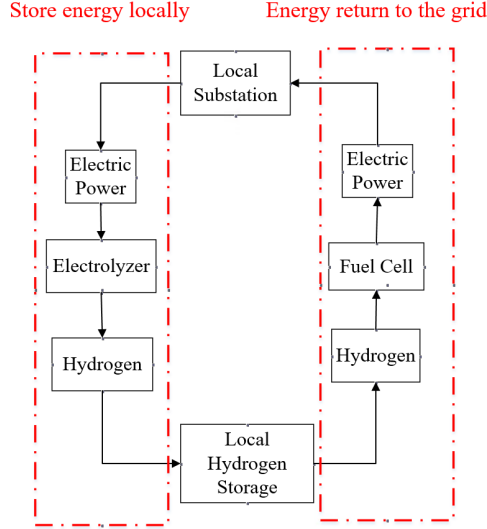 Store energy locally
Energy return to the grid
Local
Substation
Electric
Power
Electrolyzer
Hydrogen
Local
Hydrogen
Storage
Hydrogen
Fuel Cell
Electric
Power